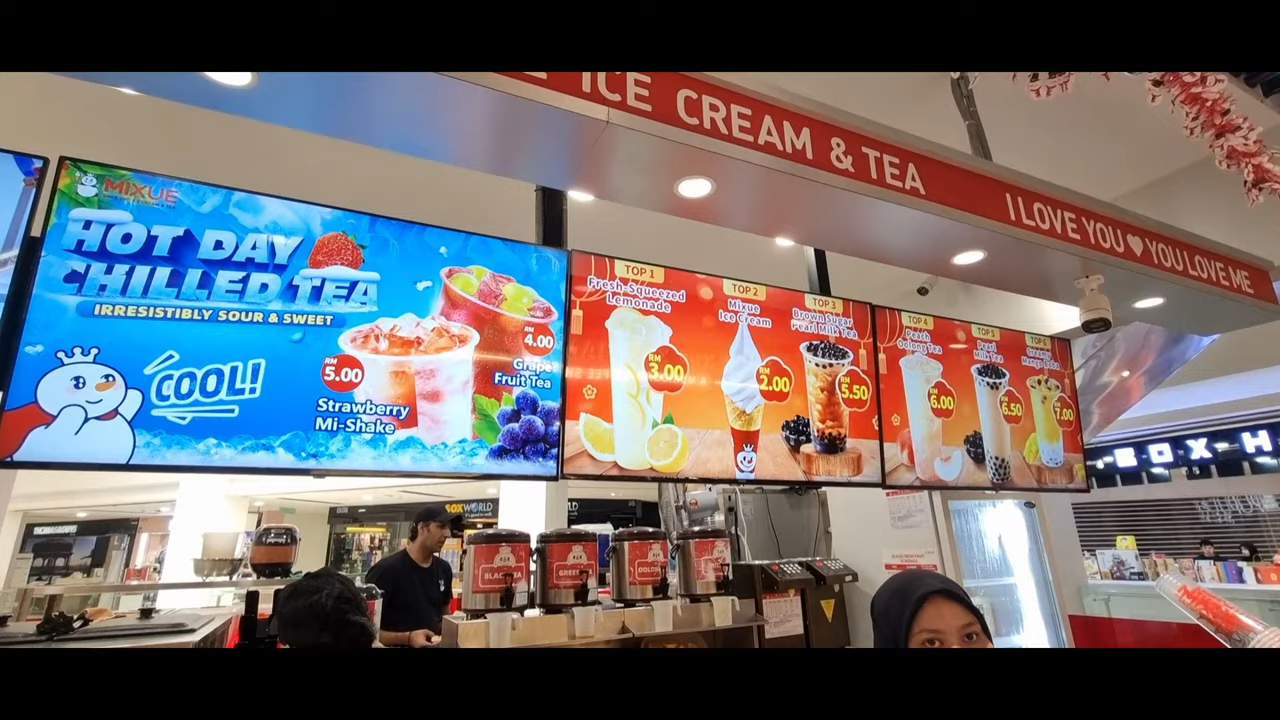 ICE CREAM & TEA
I LOVE YOU ♥ YOU LOVE ME
MIXUE
HOT DAY
CHILLED TEA
IRRESISTIBLY SOUR & SWEET
COOL!
RM
5.00
Strawberry
Mi-Shake
RM
4.00
Grape
Fruit Tea
TOP 1
Fresh-Squeezed
Lemonade
RM
3.00
TOP 2
Mixue
Ice Cream
RM
2.00
TOP 3
Brown Sugar
Pearl Milk Tea
RM
5.50
TOP 4
Peach
Oolong Tea
RM
6.00
TOP 5
Pearl
Milk Tea
RM
6.50
TOP 6
RM
7.00
BLACK TEA
GREEN
OOLONG